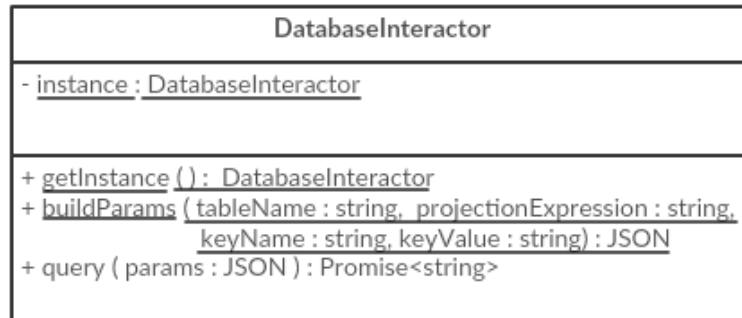 DatabaseInteractor
- instance : DatabaseInteractor
+ getInstance ( ) : DatabaseInteractor
+ buildParams ( tableName : string, projectionExpression : string,
keyName : string, keyValue : string) : JSON
+ query ( params : JSON ) : Promise<string>